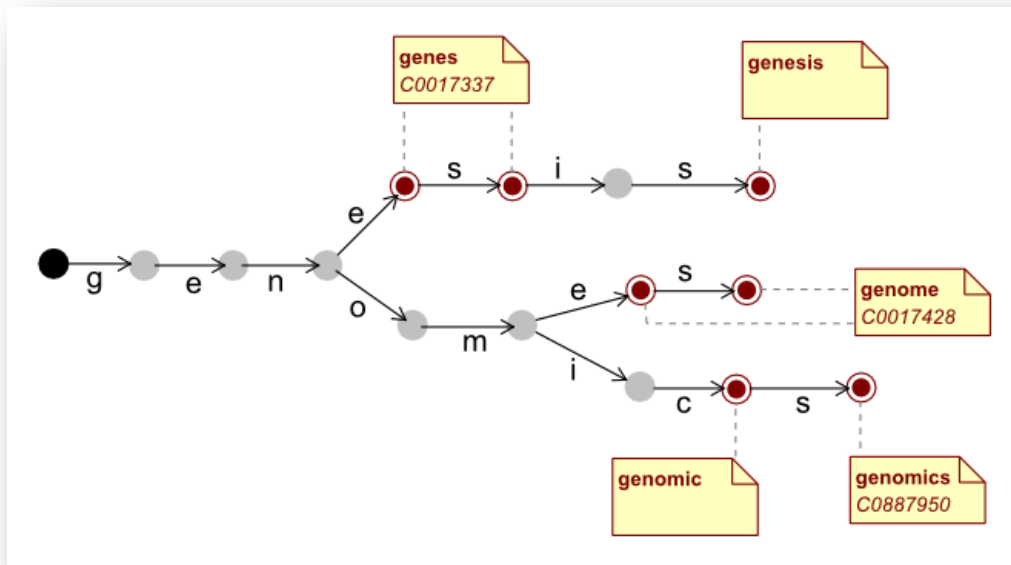 genes
C0017337
genesis
s
i
s
e
g
e
n
o
m
e
s
genome
C0017428
i
c
s
genomic
genomics
C0887950